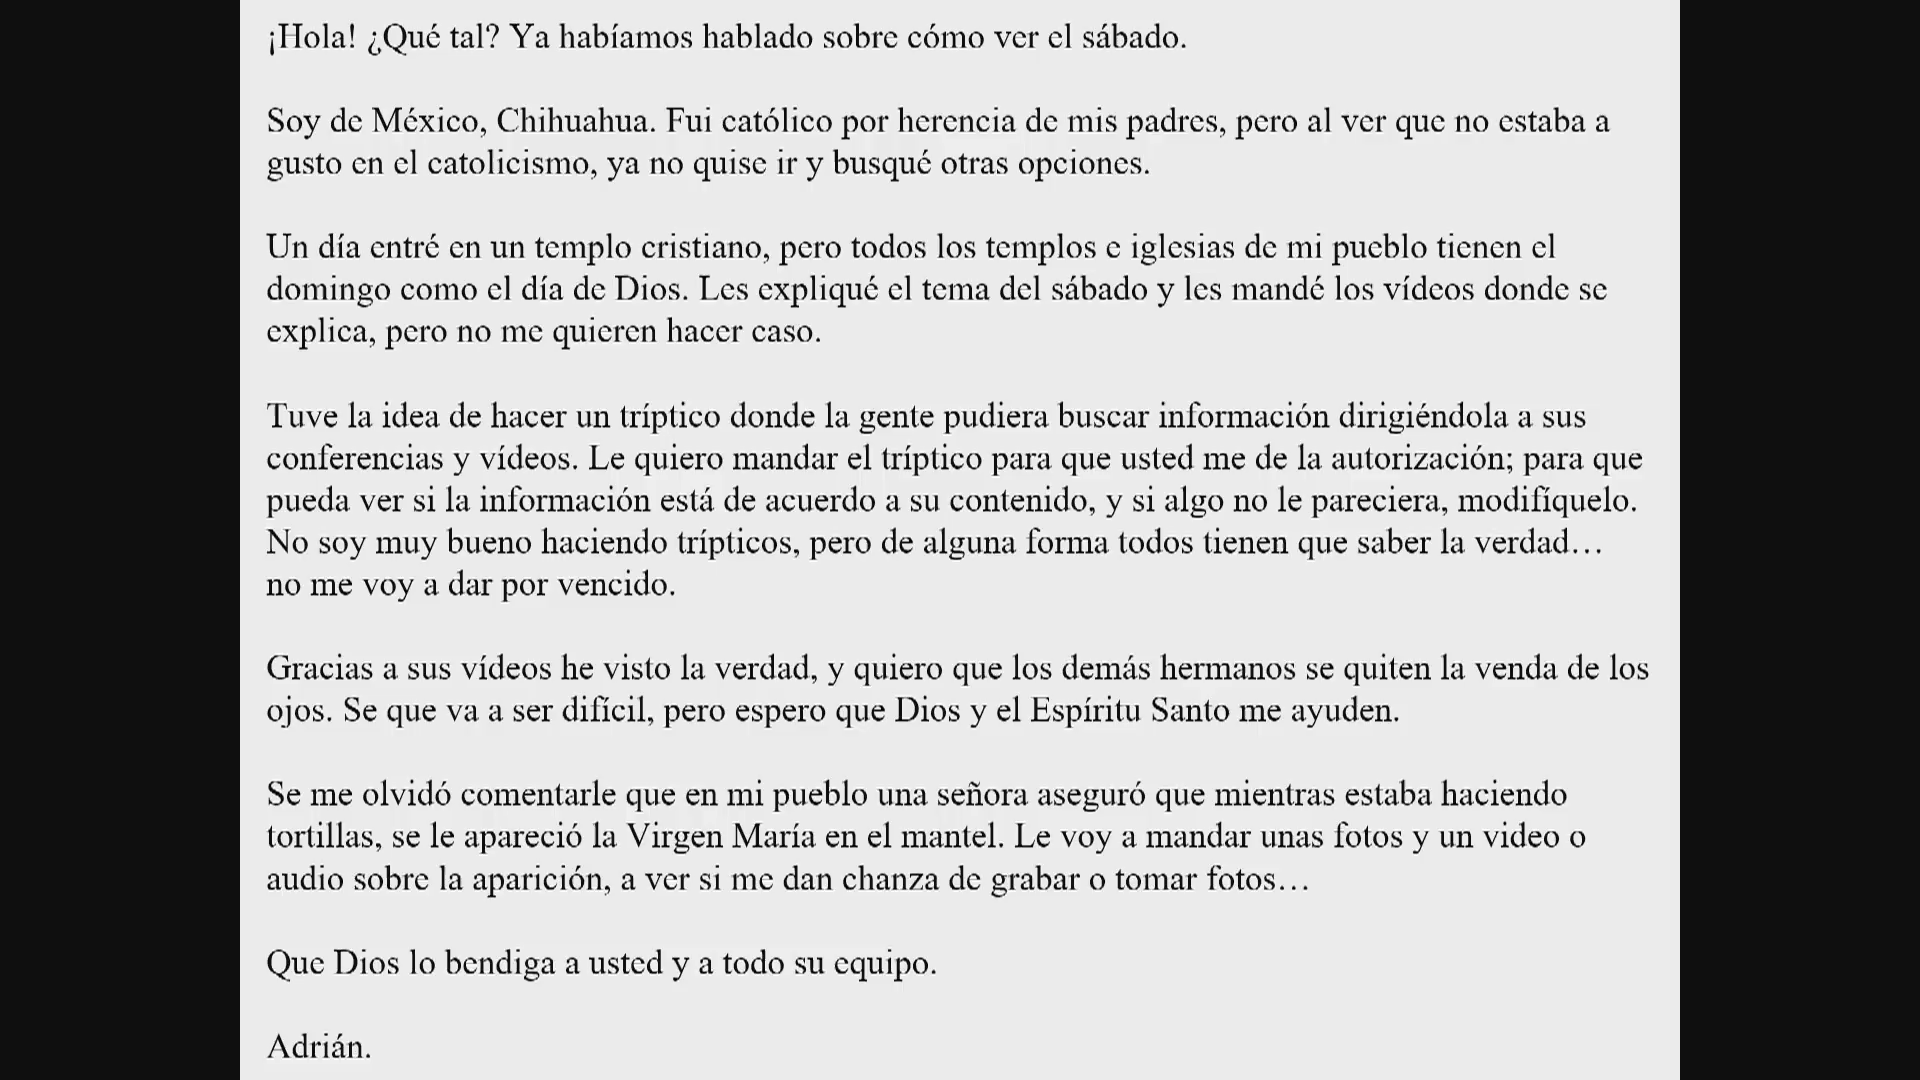 ¡Hola! ¿Qué tal? Ya habíamos hablado sobre cómo ver el sábado.
Soy de México, Chihuahua. Fui católico por herencia de mis padres, pero al ver que no estaba a
gusto en el catolicismo, ya no quise ir y busqué otras opciones.
Un día entré en un templo cristiano, pero todos los templos e iglesias de mi pueblo tienen el
domingo como el día de Dios. Les expliqué el tema del sábado y les mandé los vídeos donde se
explica, pero no me quieren hacer caso.
Tuve la idea de hacer un tríptico donde la gente pudiera buscar información dirigiéndola a sus
conferencias y vídeos. Le quiero mandar el tríptico para que usted me de la autorización; para que
pueda ver si la información está de acuerdo a su contenido, y si algo no le pareciera, modifíquelo.
No soy muy bueno haciendo trípticos, pero de alguna forma todos tienen que saber la verdad…
no me voy a dar por vencido.
Gracias a sus vídeos he visto la verdad, y quiero que los demás hermanos se quiten la venda de los
ojos. Se que va a ser difícil, pero espero que Dios y el Espíritu Santo me ayuden.
Se me olvidó comentarle que en mi pueblo una señora aseguró que mientras estaba haciendo
tortillas, se le apareció la Virgen María en el mantel. Le voy a mandar unas fotos y un video o
audio sobre la aparición, a ver si me dan chanza de grabar o tomar fotos…
Que Dios lo bendiga a usted y a todo su equipo.
Adrián.